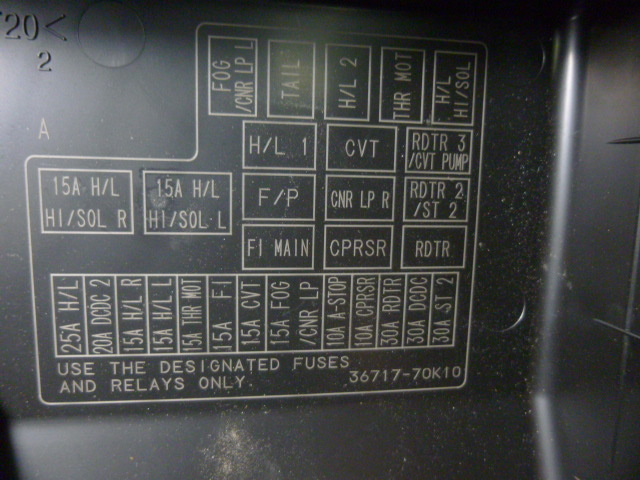 T20<
2
A
FOG
/CNR LP L
TAIL
H/L 2
THR MOT
H/L
HI/SOL
H/L 1
CVT
RDTR 3
/CVT PUMP
15A H/L
HI/SOL R
15A H/L
HI/SOL L
F/P
CNR LP R
RDTR 2
/ST 2
FI MAIN
CPRSR
RDTR
25A H/L
20A DCDC 2
15A H/L R
15A H/L L
15A THR MOT
15A FI
15A CVT
15A FOG
/CNR LP
10A A-STOP
10A CPRSR
30A RDTR
30A DCDC
30A ST 2
USE THE DESIGNATED FUSES
AND RELAYS ONLY.
36717-70K10